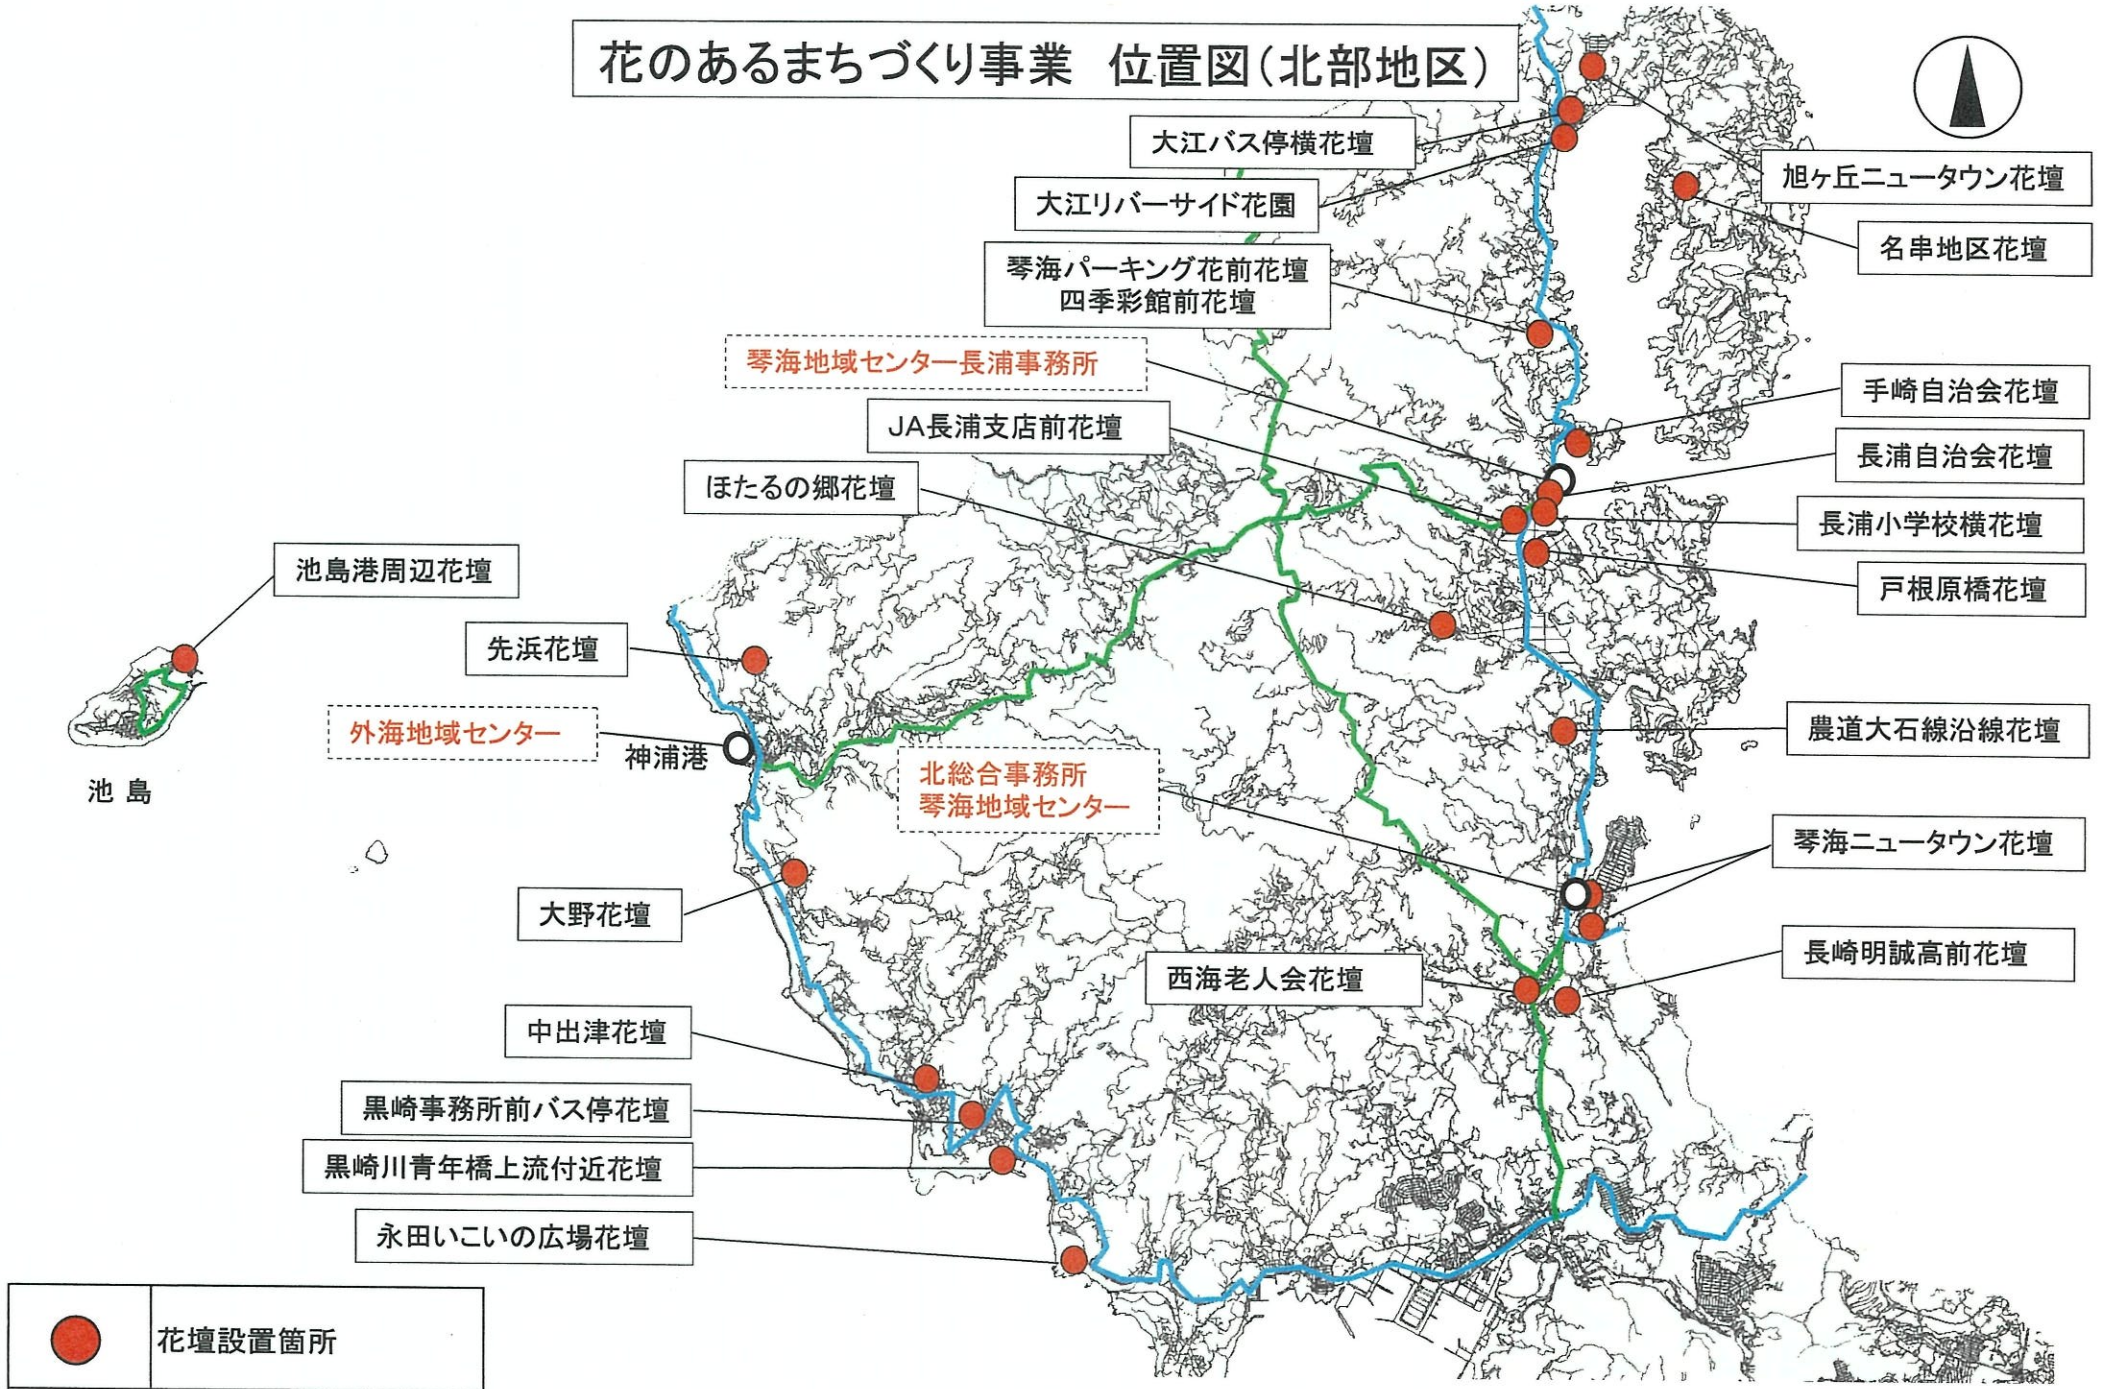 花のあるまちづくり事業 位置図(北部地区)
大江バス停横花壇
旭ヶ丘ニュータウン花壇
大江リバーサイド花園
名串地区花壇
琴海パーキング花前花壇
四季彩館前花壇
琴海地域センター長浦事務所
手崎自治会花壇
JA長浦支店前花壇
長浦自治会花壇
ほたるの郷花壇
長浦小学校横花壇
池島港周辺花壇
戸根原橋花壇
先浜花壇
外海地域センター
農道大石線沿線花壇
神浦港
北総合事務所
琴海地域センター
池島
琴海ニュータウン花壇
大野花壇
長崎明誠高前花壇
西海老人会花壇
中出津花壇
黒崎事務所前バス停花壇
黒崎川青年橋上流付近花壇
永田いこいの広場花壇
花壇設置箇所